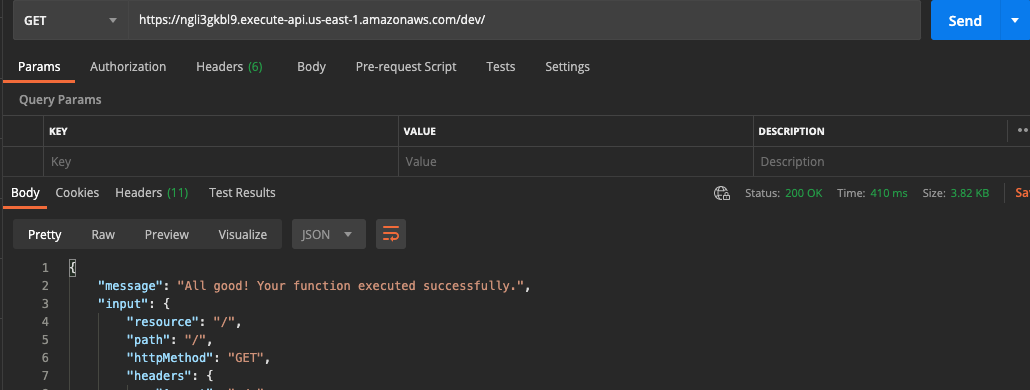 GET https://ngli3gkbl9.execute-api.us-east-1.amazonaws.com/dev/ Send
Params Authorization Headers (6) Body Pre-request Script Tests Settings
Query Params
KEY VALUE DESCRIPTION
Key Value Description
Body Cookies Headers (11) Test Results Status: 200 OK Time: 410 ms Size: 3.82 KB
Pretty Raw Preview Visualize JSON
1 {
2 "message": "All good! Your function executed successfully.",
3 "input": {
4 "resource": "/",
5 "path": "/",
6 "httpMethod": "GET",
7 "headers": {